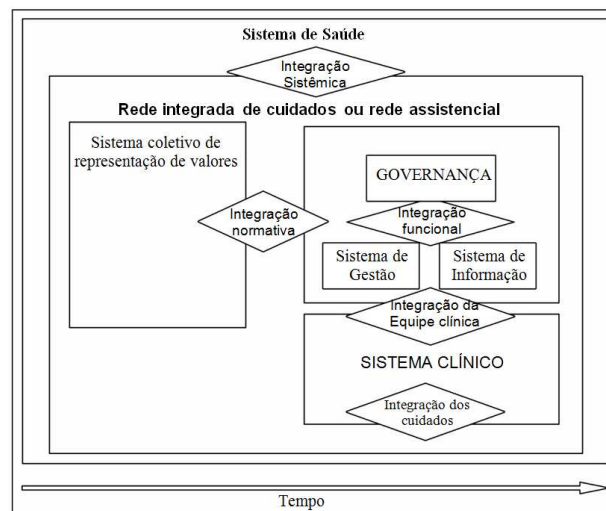 Sistema de Saúde
Integração
Sistêmica
Rede integrada de cuidados ou rede assistencial
Sistema coletivo de
representação de valores
GOVERNANÇA
Integração
normativa
Integração
funcional
Sistema de
Gestão
Sistema de
Informação
Integração da
Equipe clínica
SISTEMA CLÍNICO
Integração dos
cuidados
Tempo